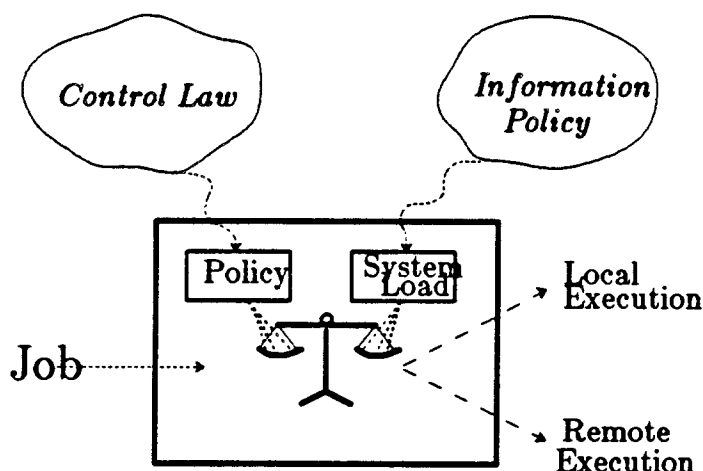 Control Law
Information
Policy
Policy
System
Load
Job
Local
Execution
Remote
Execution